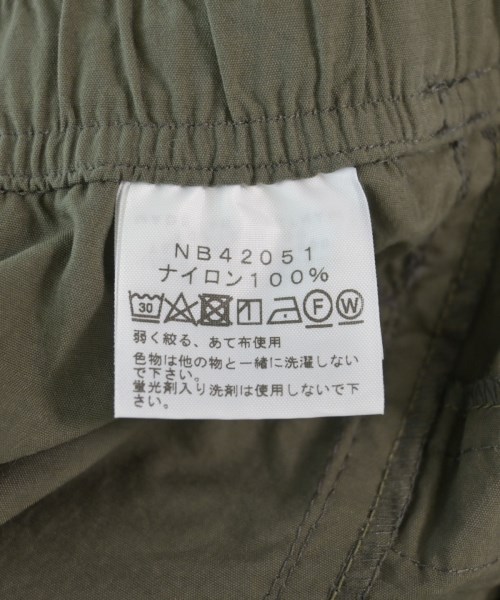 NB42051
ナイロン100%
30 F W
弱く絞る、あて布使用
色物は他の物と一緒に洗濯しない
で下さい。
蛍光剤入り洗剤は使用しないで下
さい。